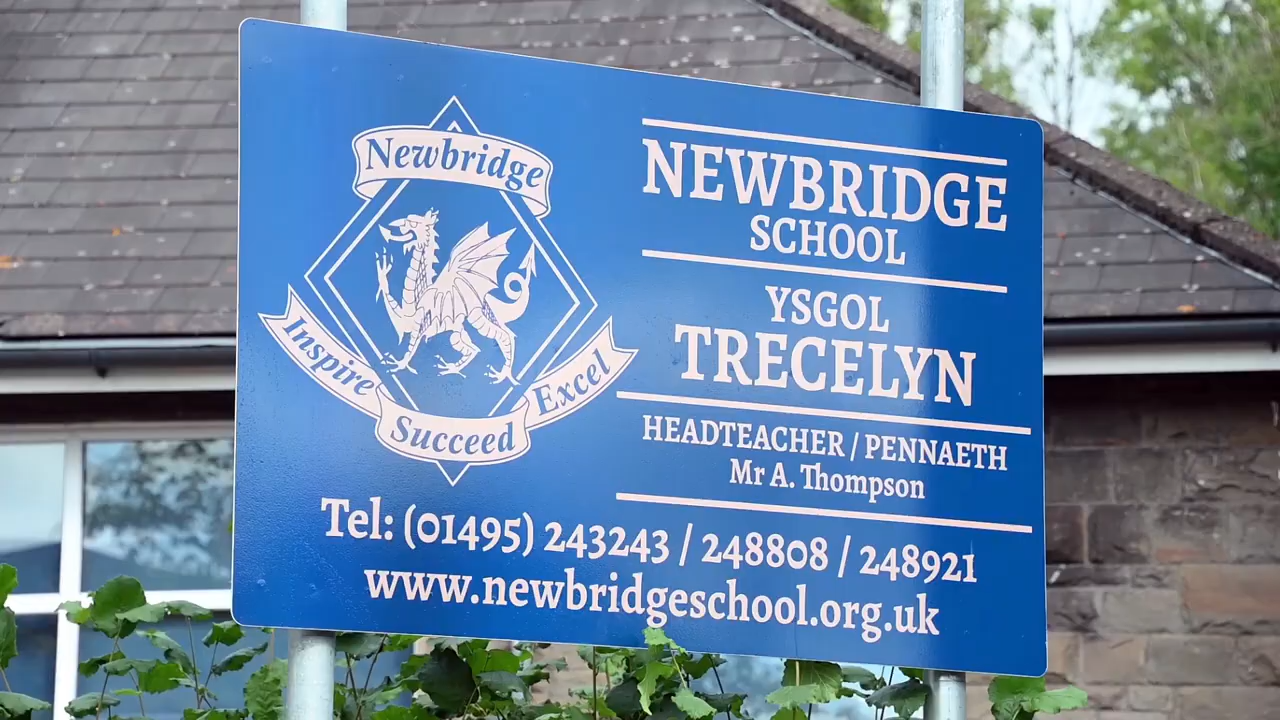 Newbridge
Inspire
Succeed
Excel
NEWBRIDGE
SCHOOL
YSGOL
TRECELYN
HEADTEACHER / PENNAETH
Mr A. Thompson
Tel: (01495) 243243 / 248808 / 248921
www.newbridgeschool.org.uk